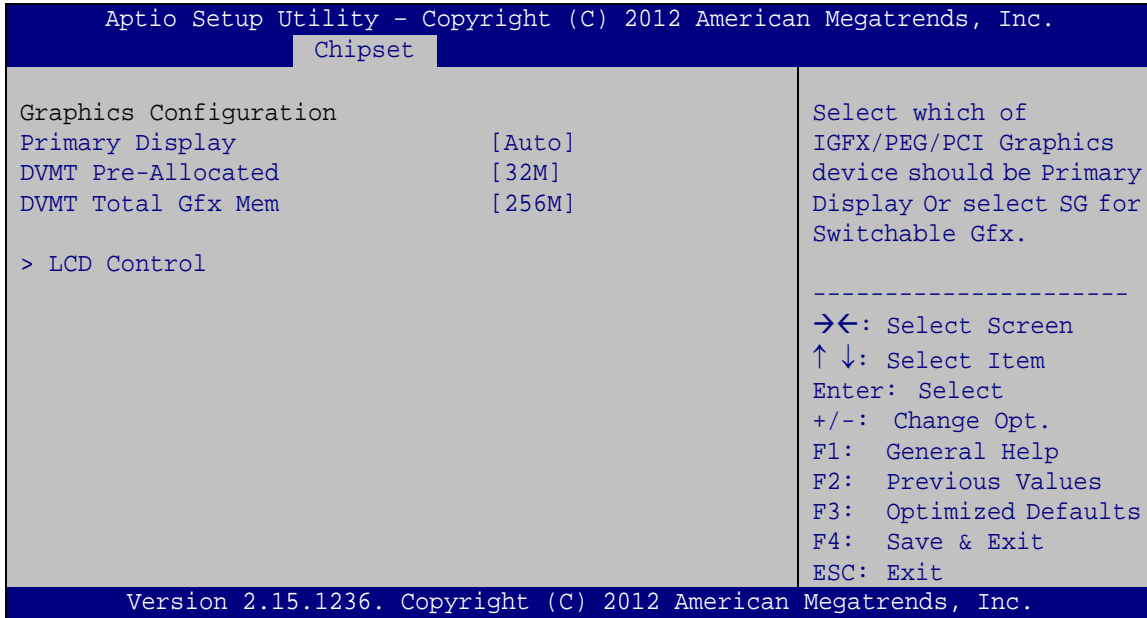 Aptio Setup Utility – Copyright (C) 2012 American Megatrends, Inc.
Chipset
Graphics Configuration
Primary Display [Auto]
DVMT Pre-Allocated [32M]
DVMT Total Gfx Mem [256M]
> LCD Control
Select which of
IGFX/PEG/PCI Graphics
device should be Primary
Display Or select SG for
Switchable Gfx.
----------------------
→←: Select Screen
↑ ↓: Select Item
Enter: Select
+/-: Change Opt.
F1: General Help
F2: Previous Values
F3: Optimized Defaults
F4: Save & Exit
ESC: Exit
Version 2.15.1236. Copyright (C) 2012 American Megatrends, Inc.